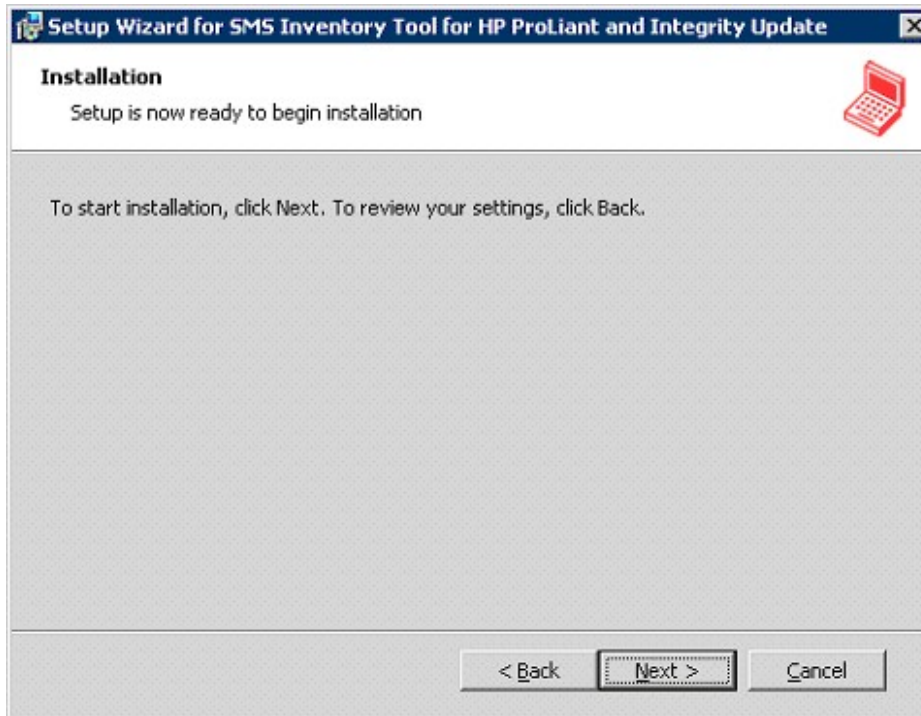 Setup Wizard for SMS Inventory Tool for HP ProLiant and Integrity Update
Installation
Setup is now ready to begin installation
To start installation, click Next. To review your settings, click Back.
< Back
Next >
Cancel